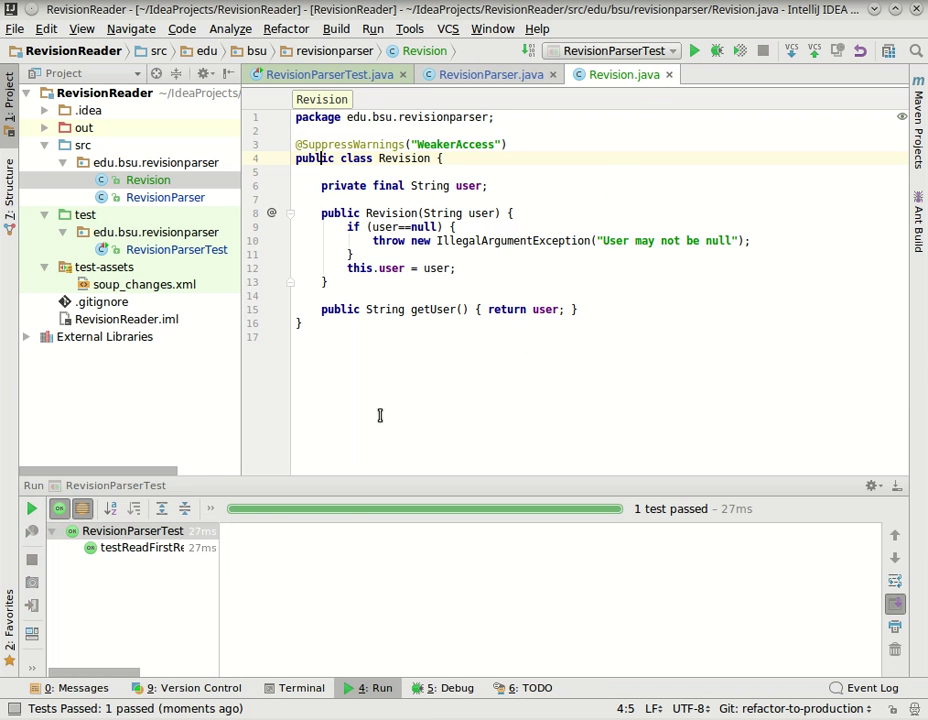 RevisionReader - [~/IdeaProjects/RevisionReader] - [RevisionReader] - ~/IdeaProjects/RevisionReader/src/edu/bsu/revisionparser/Revision.java - IntelliJ IDEA ...
File Edit View Navigate Code Analyze Refactor Build Run Tools VCS Window Help
RevisionReader src edu bsu revisionparser Revision RevisionParserTest VCS VCS
1: Project
7: Structure
2: Favorites
Project
RevisionReader ~/IdeaProjects/
.idea
out
src
edu.bsu.revisionparser
Revision
RevisionParser
test
edu.bsu.revisionparser
RevisionParserTest
test-assets
soup_changes.xml
.gitignore
RevisionReader.iml
External Libraries
RevisionParserTest.java RevisionParser.java Revision.java
Revision
1 package edu.bsu.revisionparser;
2
3 @SuppressWarnings("WeakerAccess")
4 public class Revision {
5
6 private final String user;
7
8 public Revision(String user) {
9 if (user==null) {
10 throw new IllegalArgumentException("User may not be null");
11 }
12 this.user = user;
13 }
14
15 public String getUser() { return user; }
16 }
17
Maven Projects
Ant Build
Run RevisionParserTest
1 test passed – 27ms
RevisionParserTest 27ms
testReadFirstRe 27ms
0: Messages 9: Version Control Terminal 4: Run 5: Debug 6: TODO Event Log
Tests Passed: 1 passed (moments ago) 4:5 LF UTF-8 Git: refactor-to-production